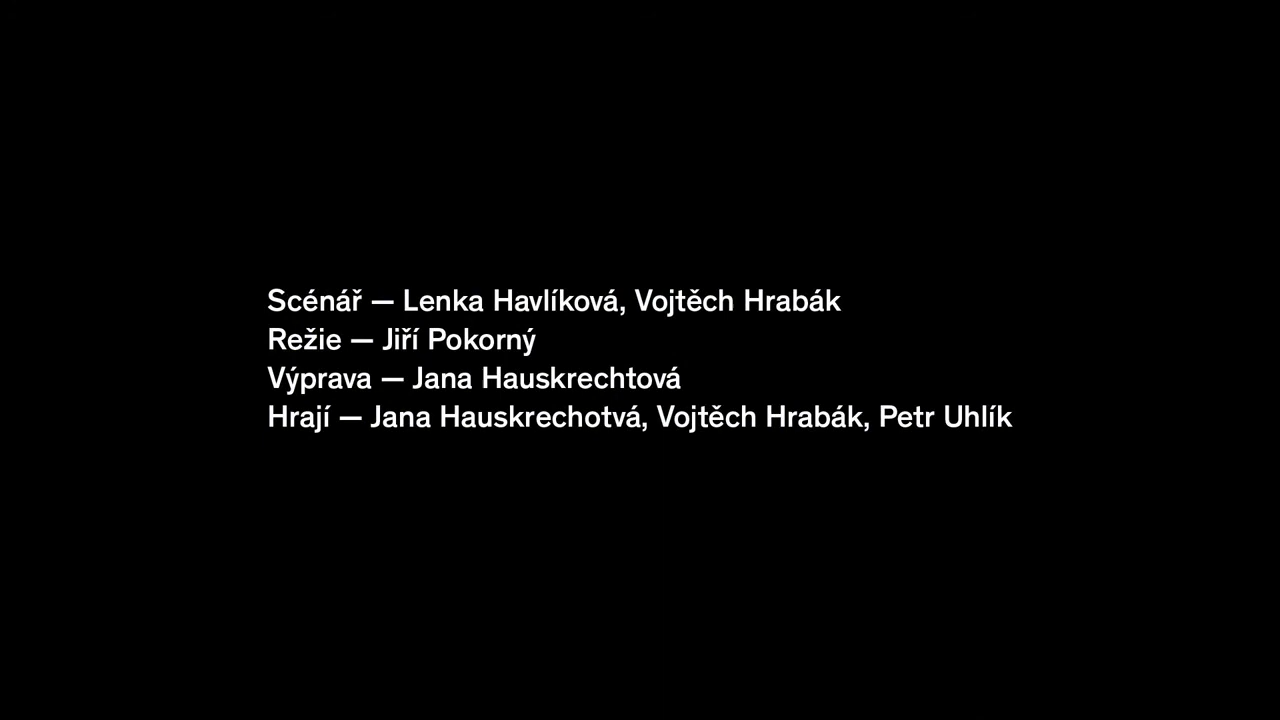 Scénář — Lenka Havlíková, Vojtěch Hrabák
Režie — Jiří Pokorný
Výprava — Jana Hauskrechtová
Hrají — Jana Hauskrechotvá, Vojtěch Hrabák, Petr Uhlík